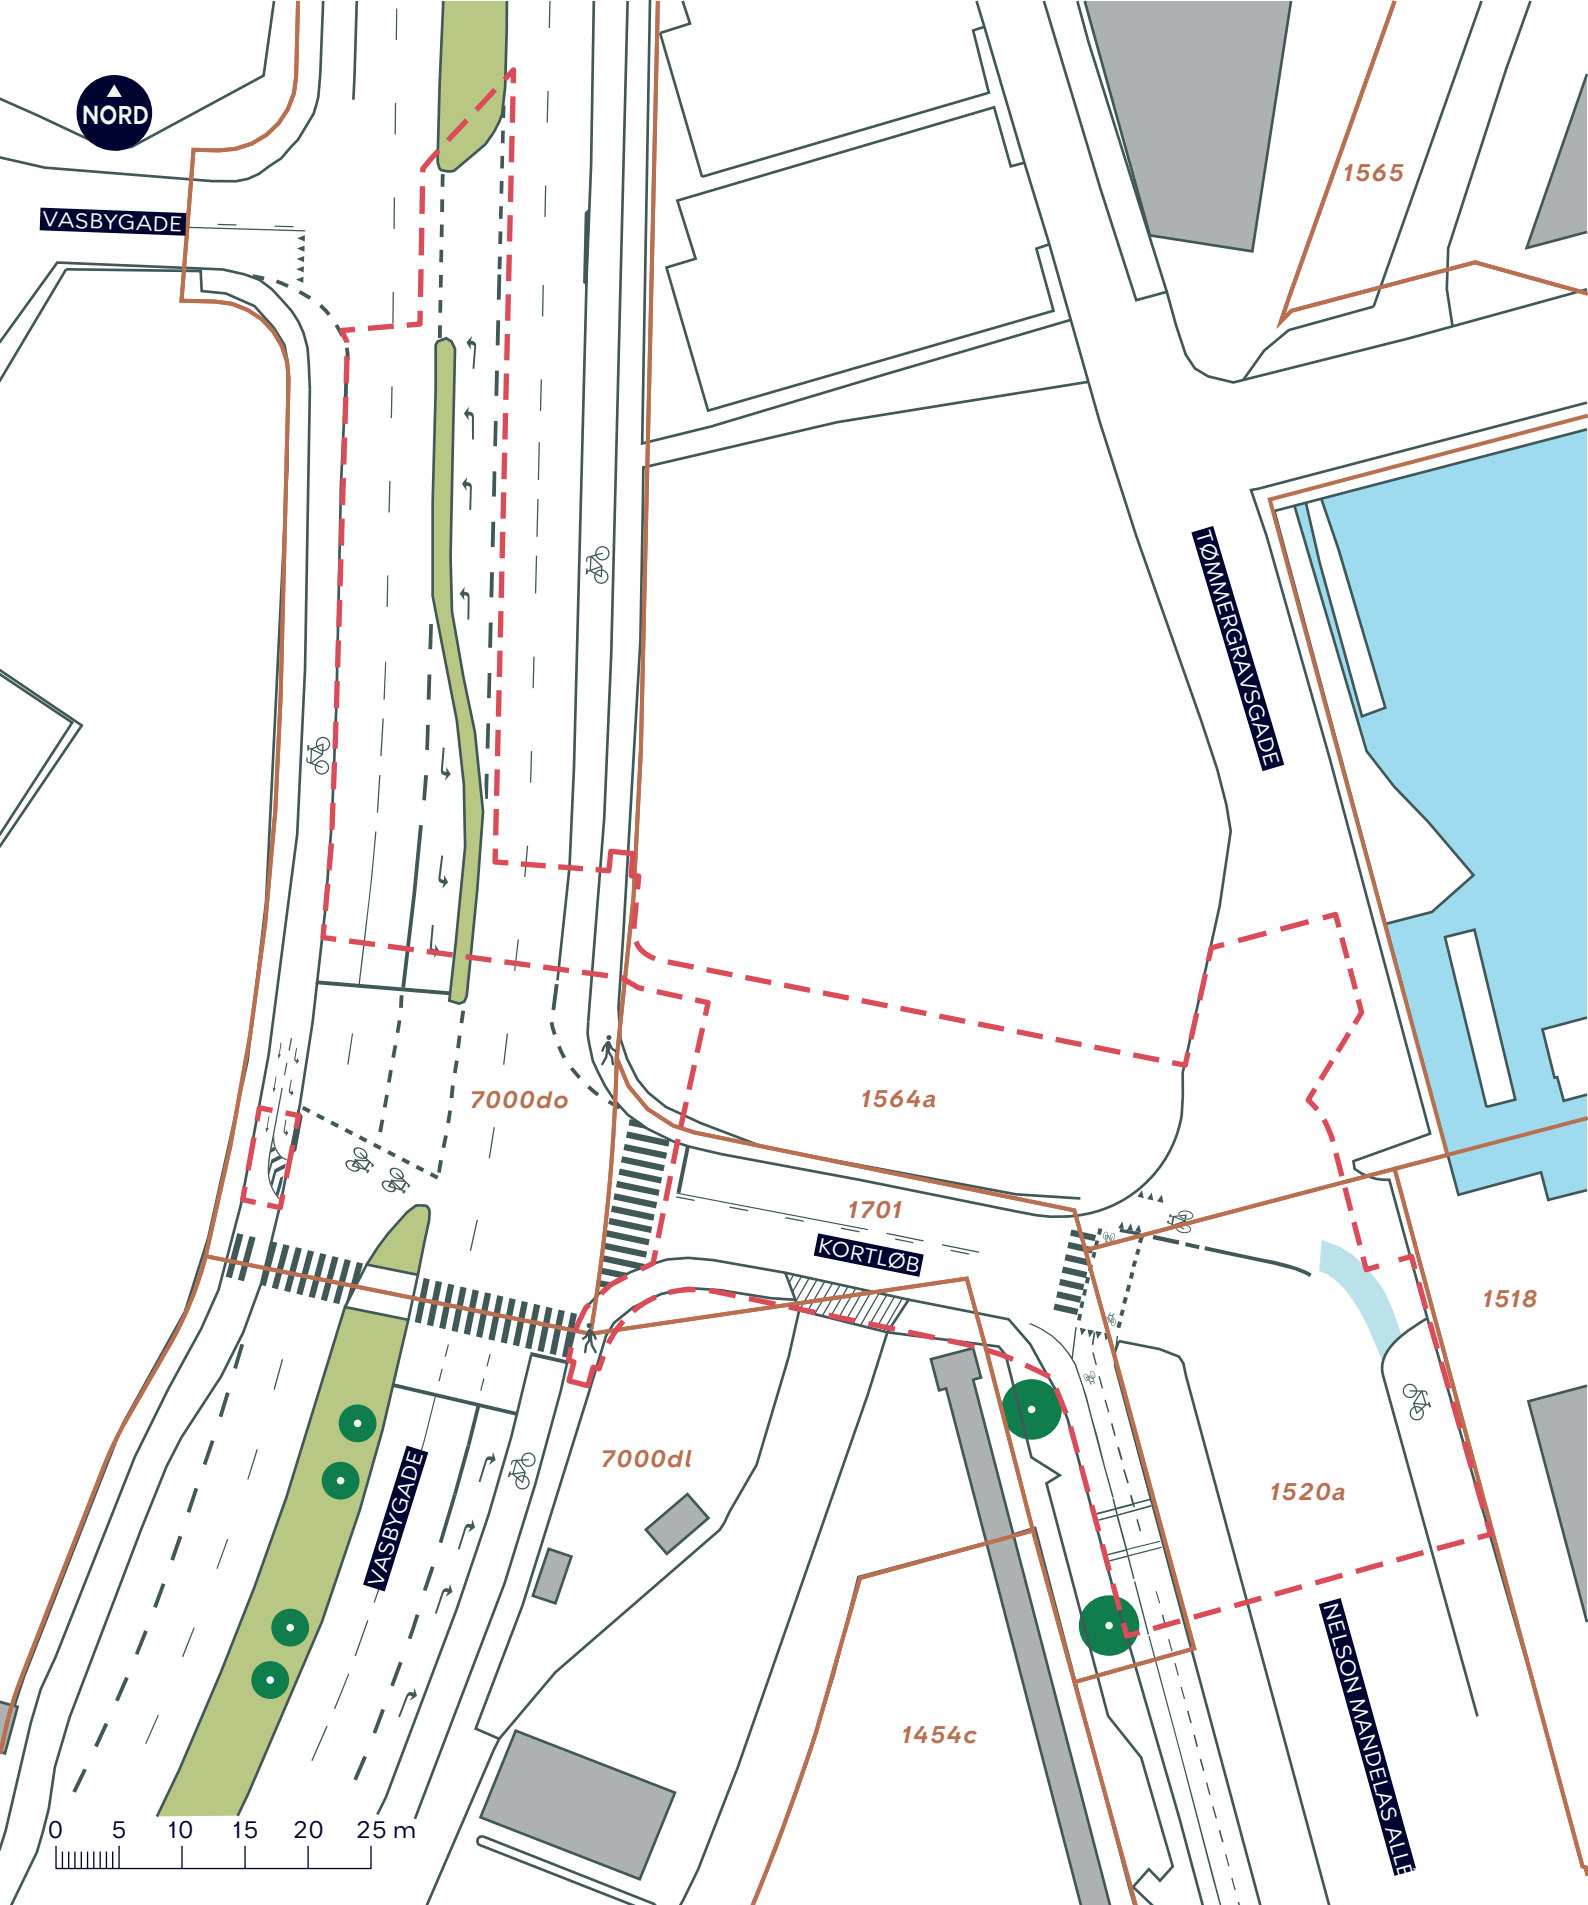 NORD
1565
VASBYGADE
TØMMERGRAVSGADE
7000do
1564a
1701
KORTLØB
1518
7000dl
1520a
VASBYGADE
NELSON MANDELAS ALLÉ
1454c
0 5 10 15 20 25 m